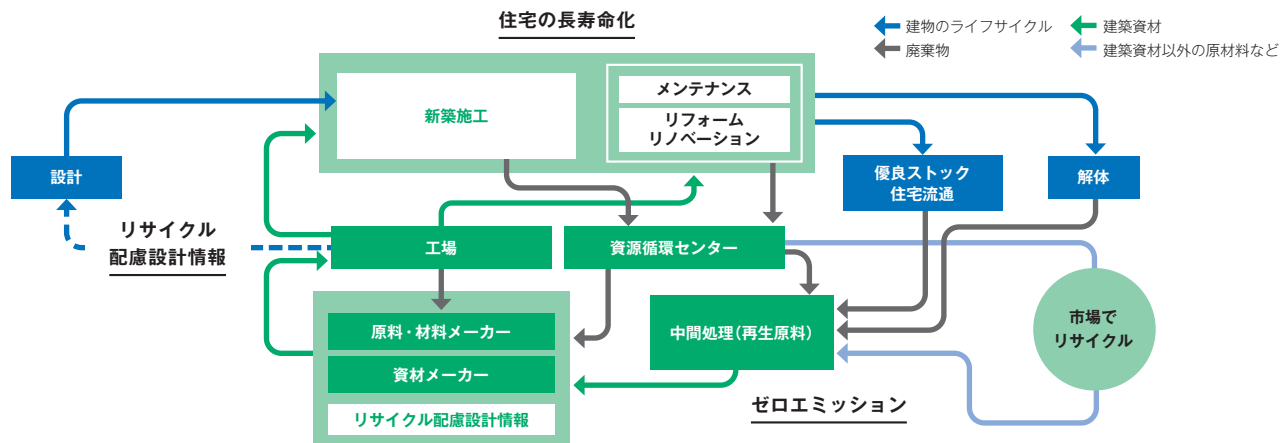 住宅の長寿命化
建物のライフサイクル
建築資材
廃棄物
建築資材以外の原材料など
新築施工
メンテナンス
リフォーム
リノベーション
設計
優良ストック
住宅流通
解体
リサイクル
配慮設計情報
工場
資源循環センター
原料・材料メーカー
資材メーカー
リサイクル配慮設計情報
中間処理（再生原料）
市場で
リサイクル
ゼロエミッション